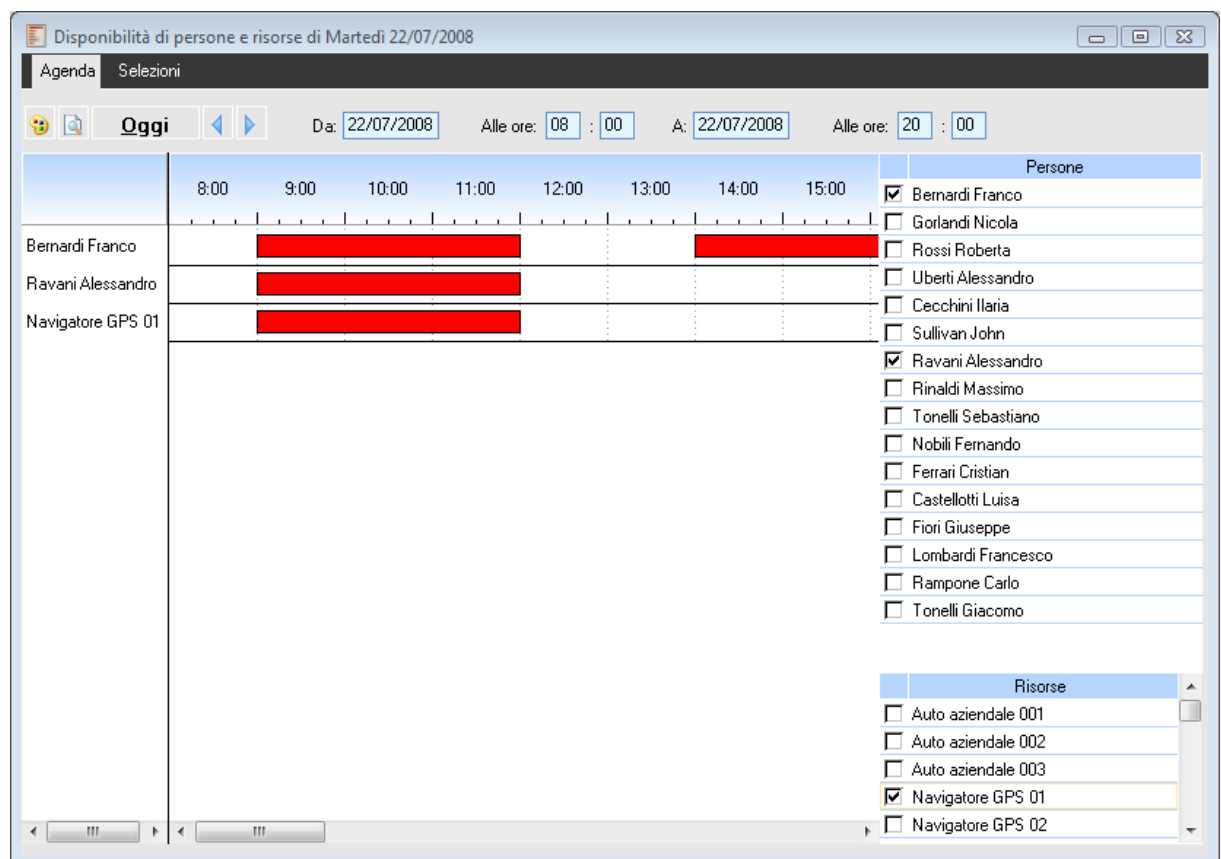 Disponibilità di persone e risorse di Martedì 22/07/2008
Agenda Selezioni
Oggi Da: 22/07/2008 Alle ore: 08 : 00 A: 22/07/2008 Alle ore: 20 : 00
8:00 9:00 10:00 11:00 12:00 13:00 14:00 15:00
Bernardi Franco
Ravani Alessandro
Navigatore GPS 01
Persone
Bernardi Franco
Gorlandi Nicola
Rossi Roberta
Uberti Alessandro
Cecchini Ilaria
Sullivan John
Ravani Alessandro
Rinaldi Massimo
Tonelli Sebastiano
Nobili Fernando
Ferrari Cristian
Castellotti Luisa
Fiori Giuseppe
Lombardi Francesco
Rampone Carlo
Tonelli Giacomo
Risorse
Auto aziendale 001
Auto aziendale 002
Auto aziendale 003
Navigatore GPS 01
Navigatore GPS 02